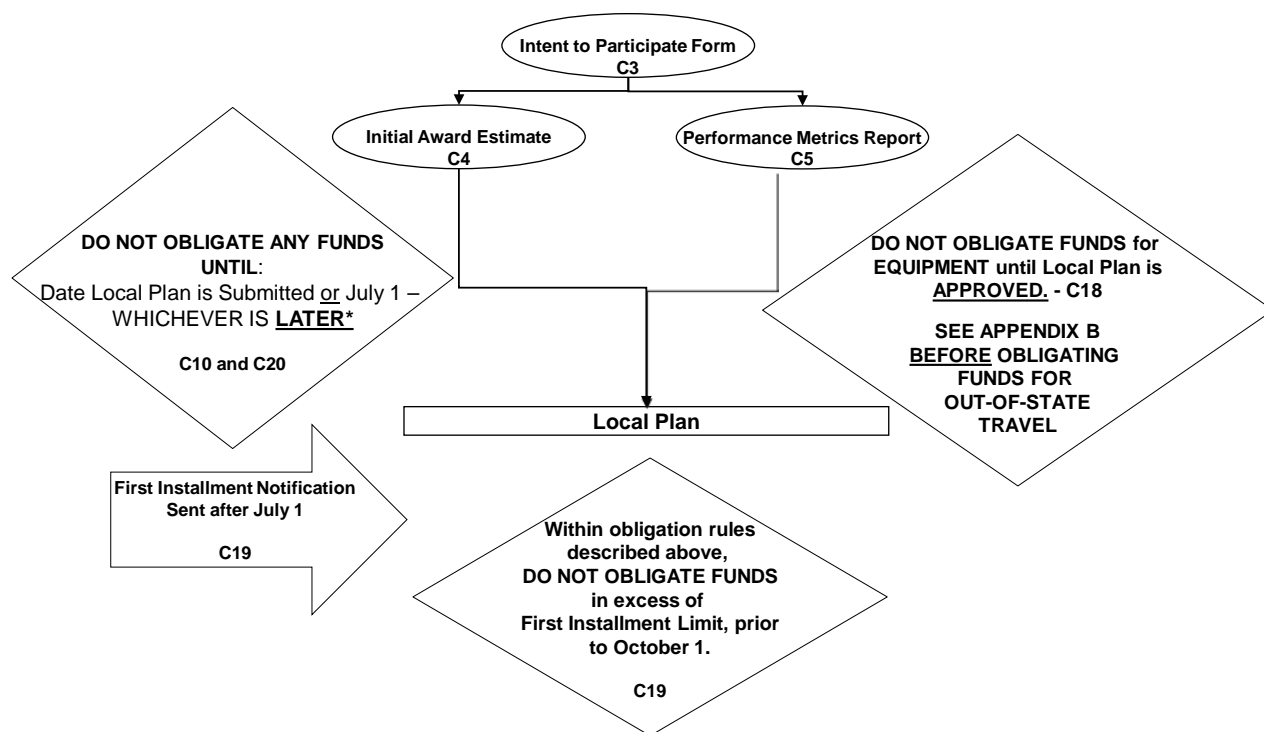 Intent to Participate Form
C3
Initial Award Estimate
C4
Performance Metrics Report
C5
DO NOT OBLIGATE ANY FUNDS
UNTIL:
Date Local Plan is Submitted or July 1 –
WHICHEVER IS LATER*
C10 and C20
DO NOT OBLIGATE FUNDS for
EQUIPMENT until Local Plan is
APPROVED. - C18
SEE APPENDIX B
BEFORE OBLIGATING
FUNDS FOR
OUT-OF-STATE
TRAVEL
Local Plan
First Installment Notification
Sent after July 1
C19
Within obligation rules
described above,
DO NOT OBLIGATE FUNDS
in excess of
First Installment Limit, prior
to October 1.
C19